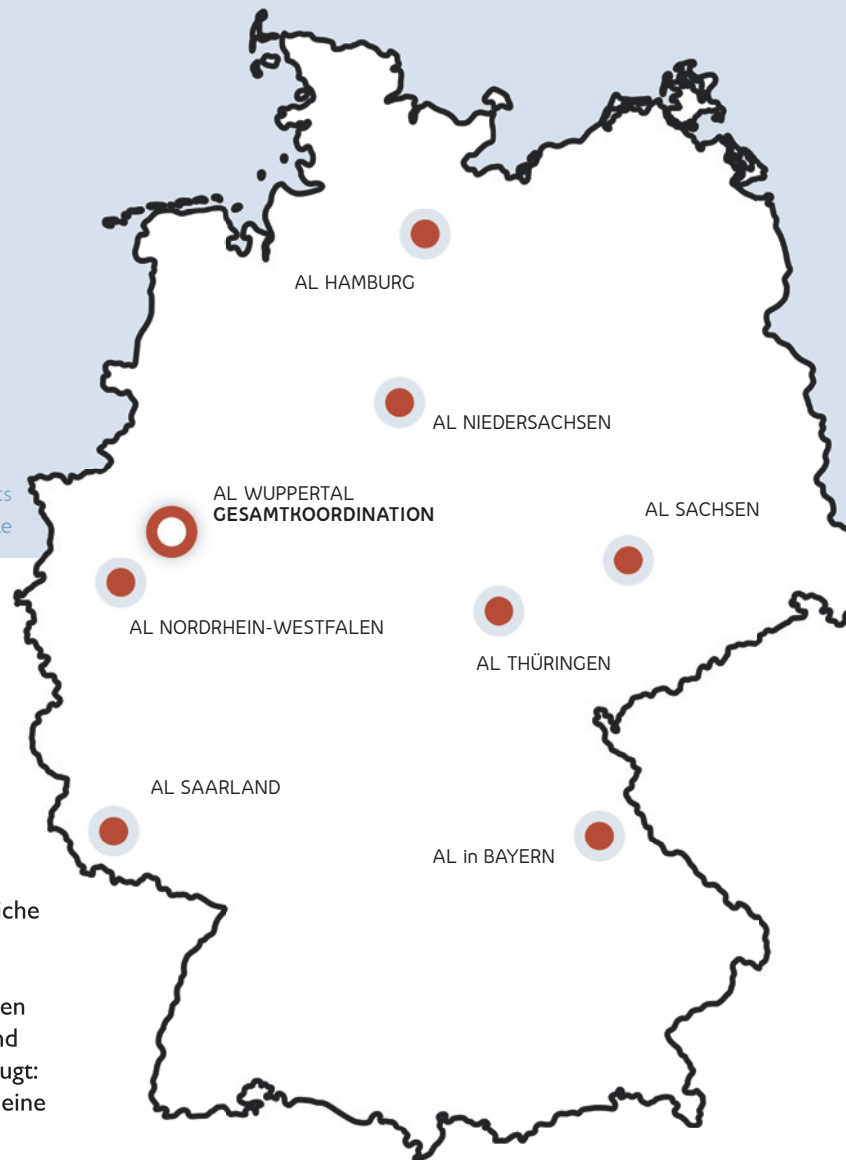 AL HAMBURG
AL NIEDERSACHSEN
AL WUPPERTAL
GESAMTKOORDINATION
AL SACHSEN
AL NORDRHEIN-WESTFALEN
AL THÜRINGEN
AL SAARLAND
AL in BAYERN
eine